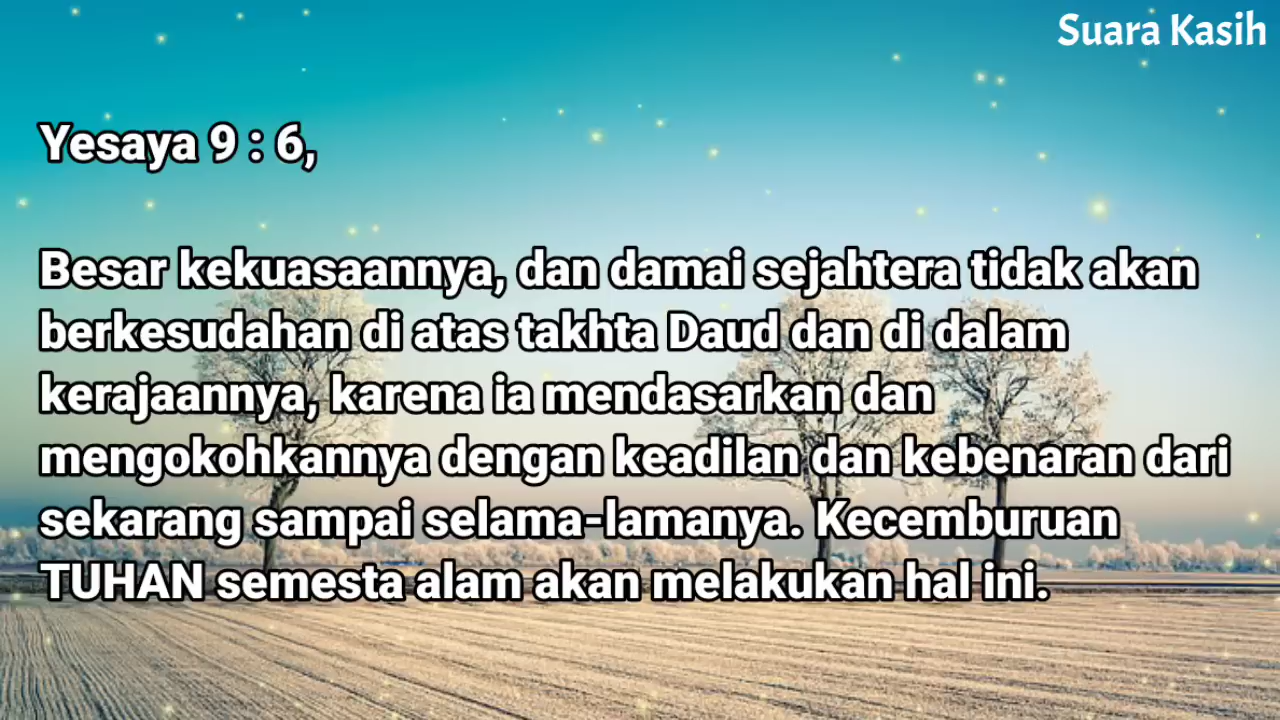 Suara Kasih
Yesaya 9 : 6,
Besar kekuasaannya, dan damai sejahtera tidak akan
berkesudahan di atas takhta Daud dan di dalam
kerajaannya, karena ia mendasarkan dan
mengokohkannya dengan keadilan dan kebenaran dari
sekarang sampai selama-lamanya. Kecemburuan
TUHAN semesta alam akan melakukan hal ini.